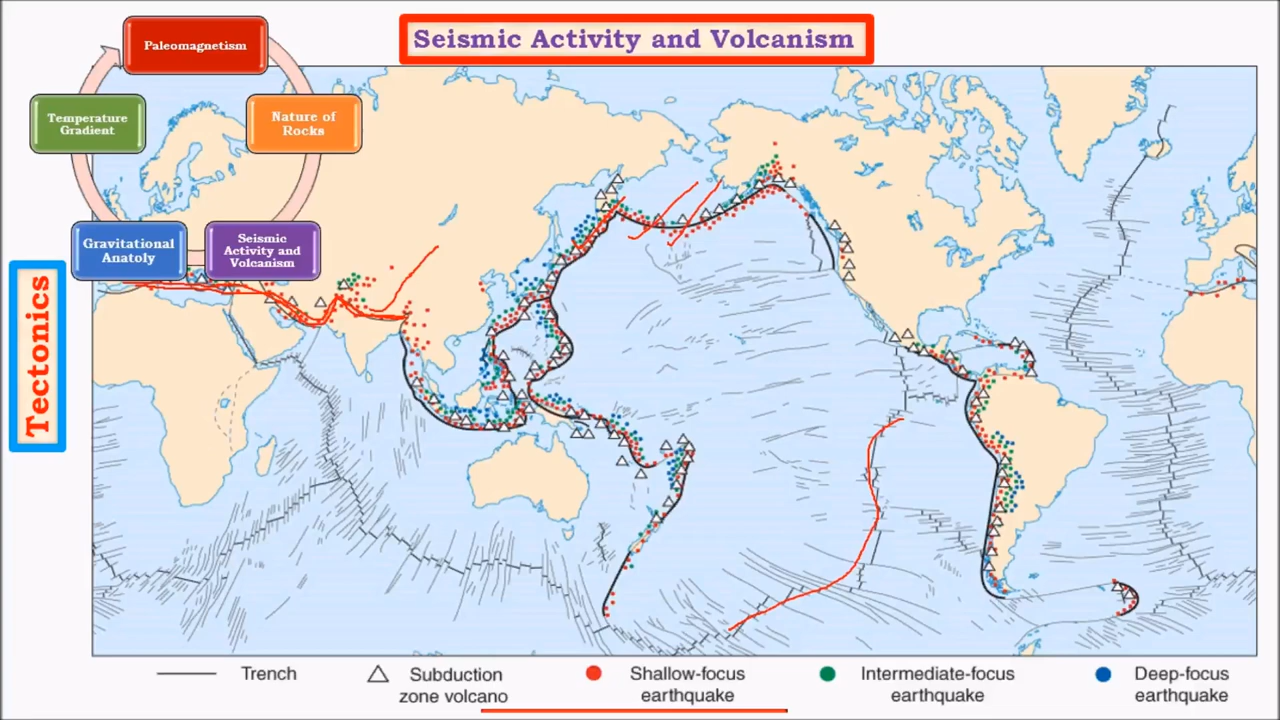 Seismic Activity and Volcanism
Paleomagnetism
Temperature
Gradient
Nature of
Rocks
Gravitational
Anatoly
Seismic
Activity and
Volcanism
Tectonics
Trench
Subduction
zone volcano
Shallow-focus
earthquake
Intermediate-focus
earthquake
Deep-focus
earthquake